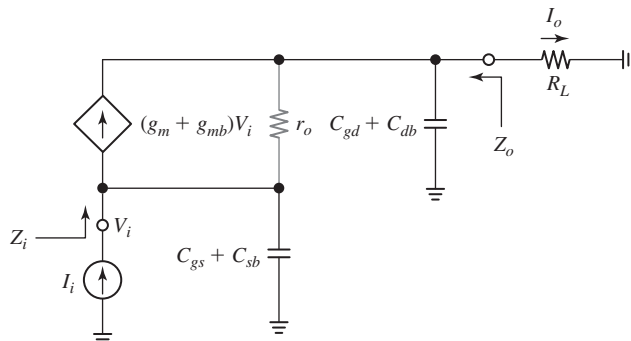 I_o
R_L
(g_m + g_mb)V_i
r_o
C_gd + C_db
Z_o
Z_i
V_i
C_gs + C_sb
I_i